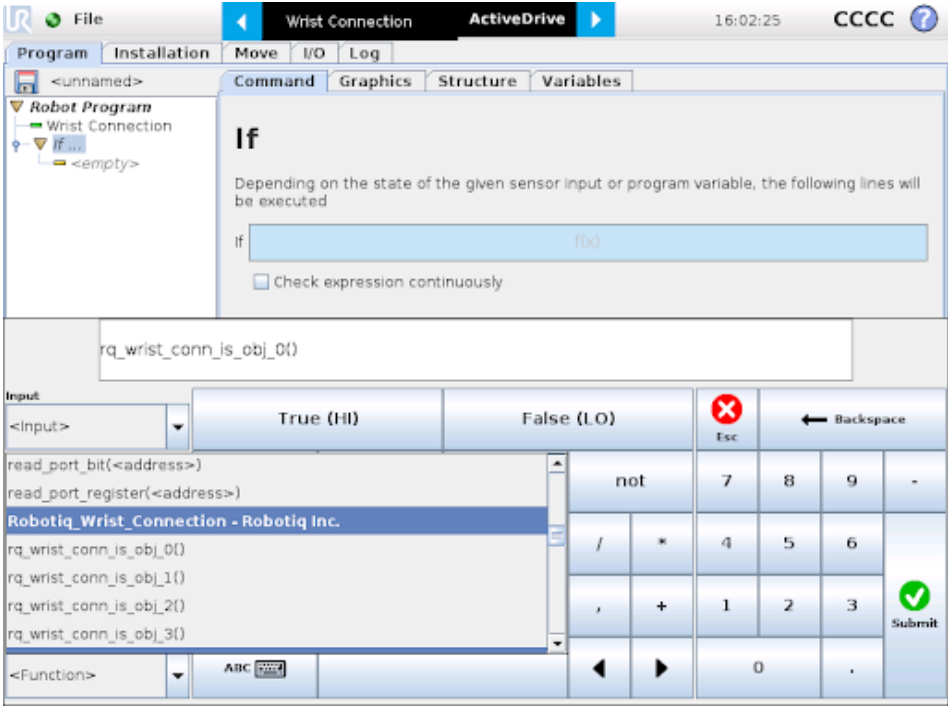 UR File Wrist Connection ActiveDrive 16:02:25 CCCC ?
Program Installation Move I/O Log
<unnamed> Command Graphics Structure Variables
Robot Program
Wrist Connection
If ...
<empty>
If
Depending on the state of the given sensor input or program variable, the following lines will
be executed
If f(x)
Check expression continuously
rq_wrist_conn_is_obj_0()
Input
<Input> True (HI) False (LO) Esc Backspace
read_port_bit(<address>)
read_port_register(<address>)
Robotiq_Wrist_Connection - Robotiq Inc.
rq_wrist_conn_is_obj_0()
rq_wrist_conn_is_obj_1()
rq_wrist_conn_is_obj_2()
rq_wrist_conn_is_obj_3()
not 7 8 9 -
/ * 4 5 6
, + 1 2 3 Submit
<Function> ABC 0 .